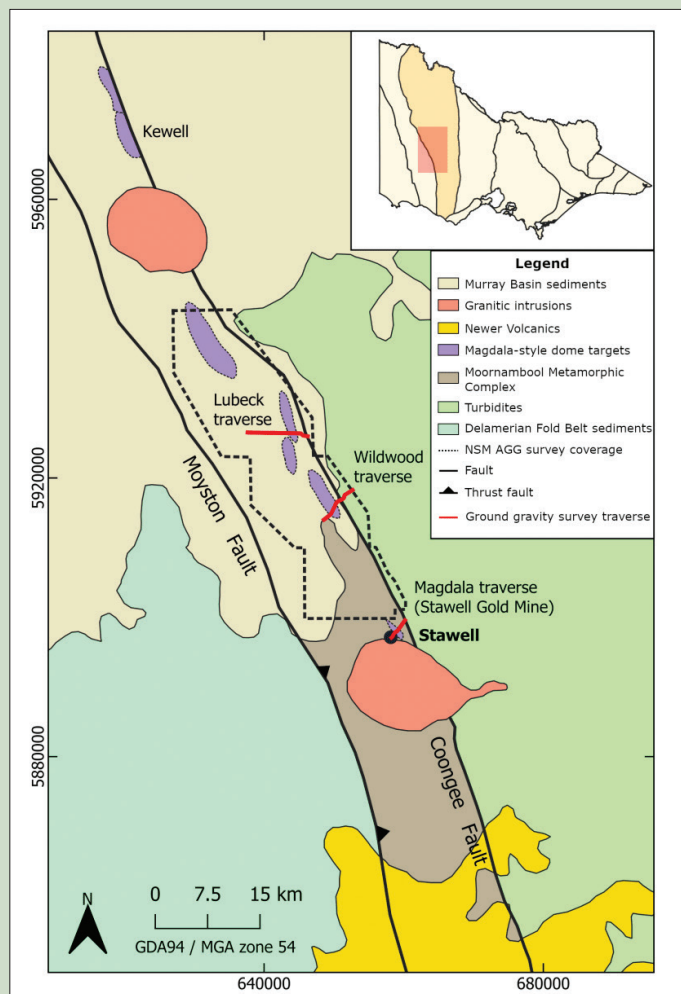 Kewell
5960000
Legend
Murray Basin sediments
Granitic intrusions
Newer Volcanics
Magdala-style dome targets
Moornambool Metamorphic
Complex
Turbidites
Delamerian Fold Belt sediments
NSM AGG survey coverage
Fault
Thrust fault
Ground gravity survey traverse
Lubeck
traverse
Wildwood
traverse
5920000
Moyston
Fault
Magdala traverse
(Stawell Gold Mine)
Stawell
5880000
Coongee
Fault
N
0 7.5 15 km
GDA94 / MGA zone 54
640000
680000